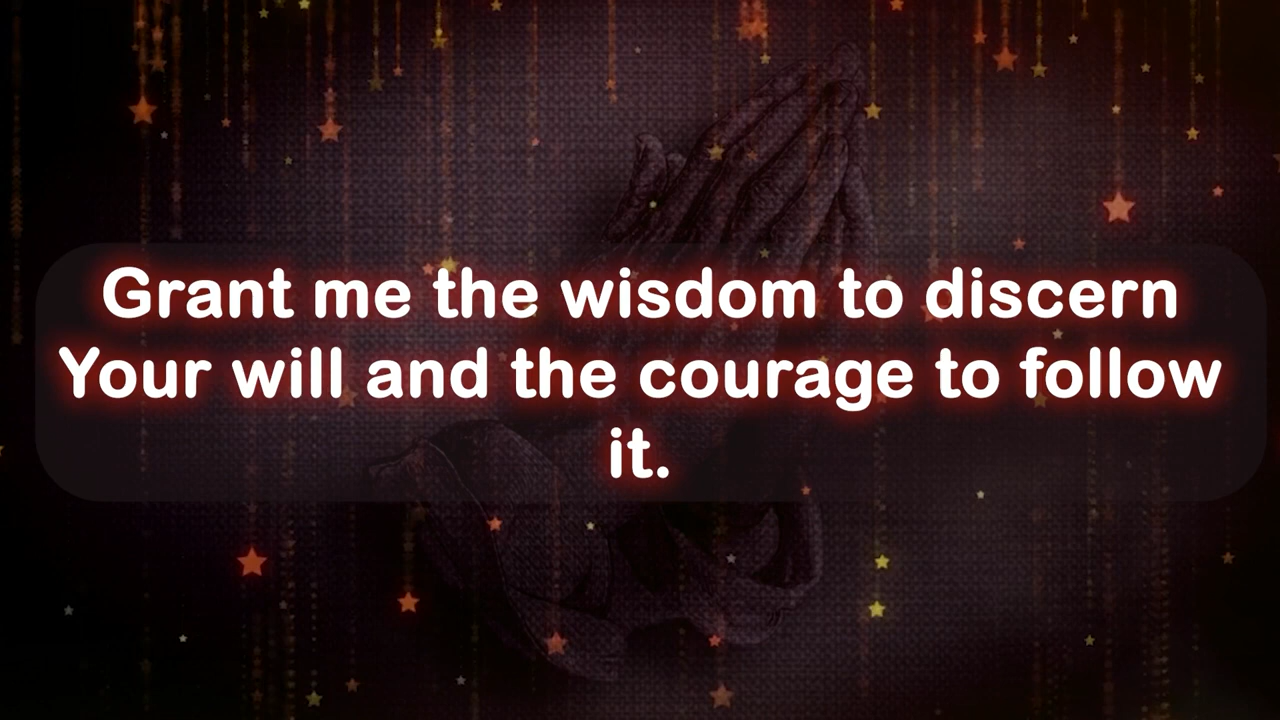 Grant me the wisdom to discern
Your will and the courage to follow
it.